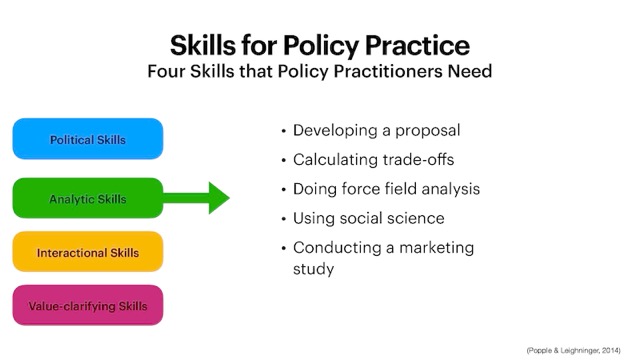 Skills for Policy Practice
Four Skills that Policy Practitioners Need
Political Skills
Analytic Skills
Interactional Skills
Value-clarifying Skills
• Developing a proposal
• Calculating trade-offs
• Doing force field analysis
• Using social science
• Conducting a marketing
study
(Popple & Leighninger, 2014)